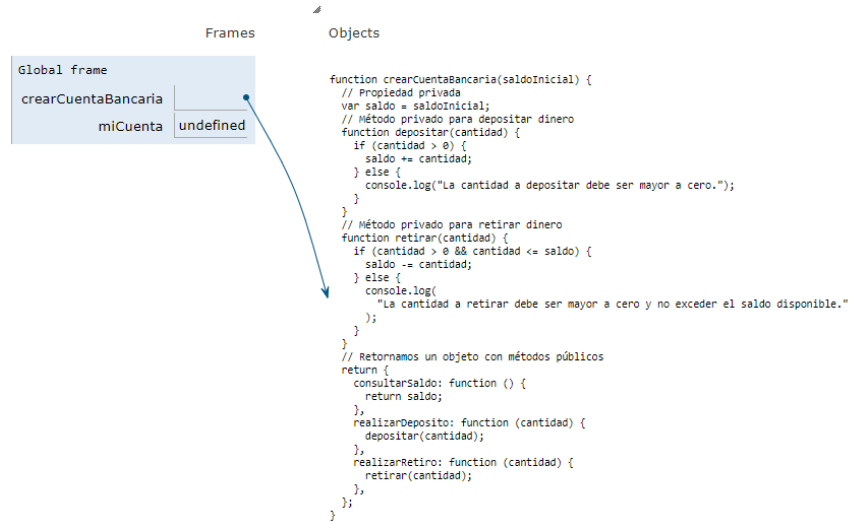 Frames
Objects
Global frame
crearCuentaBancaria
miCuenta undefined
function crearCuentaBancaria(saldoInicial) {
  // Propiedad privada
  var saldo = saldoInicial;
  // Método privado para depositar dinero
  function depositar(cantidad) {
    if (cantidad > 0) {
      saldo += cantidad;
    } else {
      console.log("La cantidad a depositar debe ser mayor a cero.");
    }
  }
  // Método privado para retirar dinero
  function retirar(cantidad) {
    if (cantidad > 0 && cantidad <= saldo) {
      saldo -= cantidad;
    } else {
      console.log(
        "La cantidad a retirar debe ser mayor a cero y no exceder el saldo disponible."
      );
    }
  }
  // Retornamos un objeto con métodos públicos
  return {
    consultarSaldo: function () {
      return saldo;
    },
    realizarDeposito: function (cantidad) {
      depositar(cantidad);
    },
    realizarRetiro: function (cantidad) {
      retirar(cantidad);
    },
  };
}